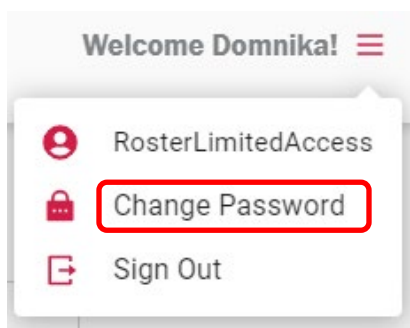 Welcome Domnika!
RosterLimitedAccess
Change Password
Sign Out